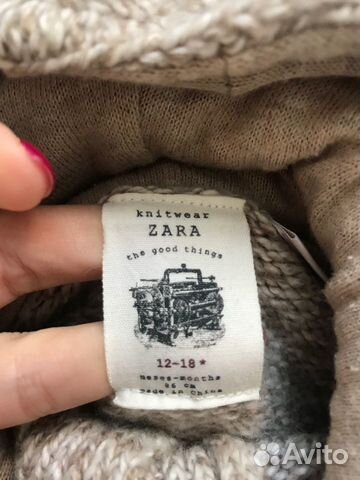 knitwear
ZARA
the good things
12-18*
meses-months
86 cm
Made in China
Avito